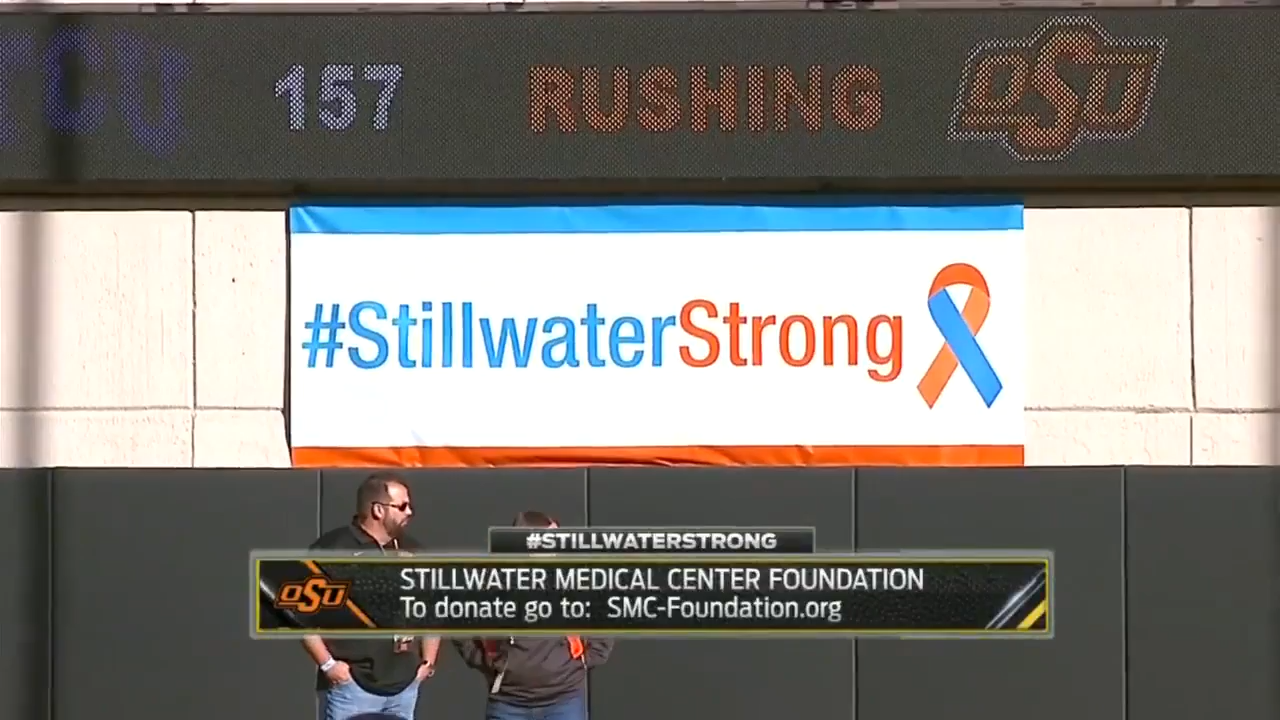 TCU 157 RUSHING OSU
#StillwaterStrong
#STILLWATERSTRONG
OSU STILLWATER MEDICAL CENTER FOUNDATION
To donate go to: SMC-Foundation.org